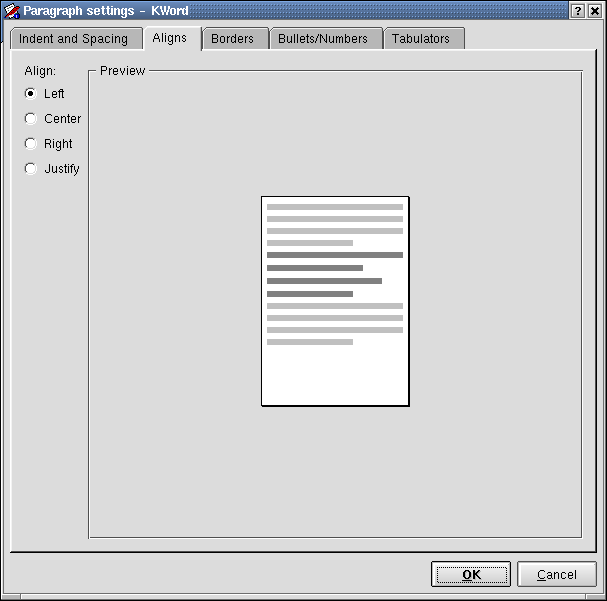 Paragraph settings - KWord
Indent and Spacing Aligns Borders Bullets/Numbers Tabulators
Align: Preview
Left
Center
Right
Justify
OK Cancel